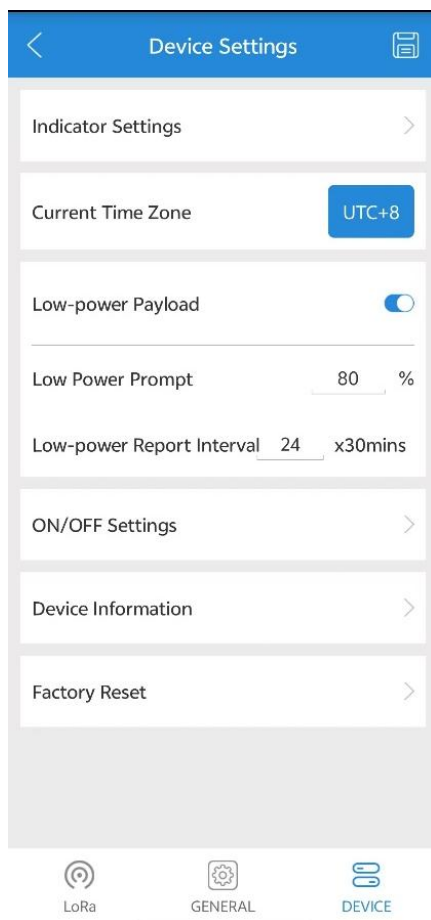 Device Settings
Indicator Settings
Current Time Zone UTC+8
Low-power Payload
Low Power Prompt 80 %
Low-power Report Interval 24 x30mins
ON/OFF Settings
Device Information
Factory Reset
LoRa GENERAL DEVICE